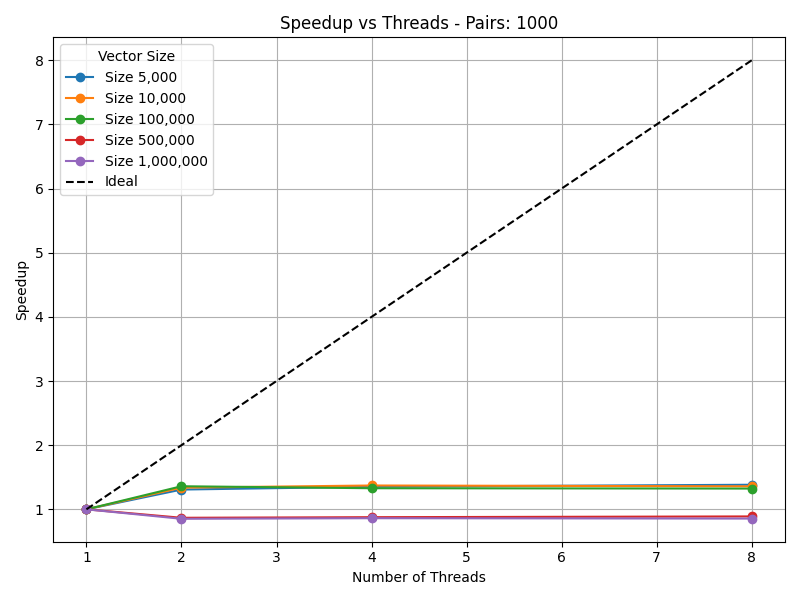 Speedup vs Threads - Pairs: 1000
Vector Size
Size 5,000
Size 10,000
Size 100,000
Size 500,000
Size 1,000,000
Ideal
Speedup
8
7
6
5
4
3
2
1
1 2 3 4 5 6 7 8
Number of Threads